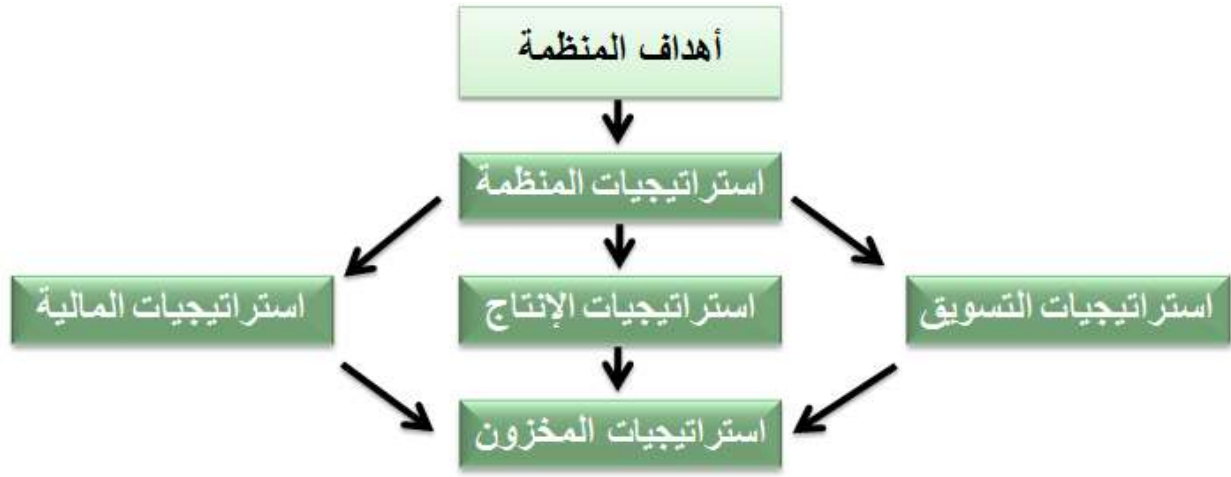 أهداف المنظمة
استراتيجيات المنظمة
استراتيجيات التسويق
استراتيجيات الإنتاج
استراتيجيات المالية
استراتيجيات المخزون